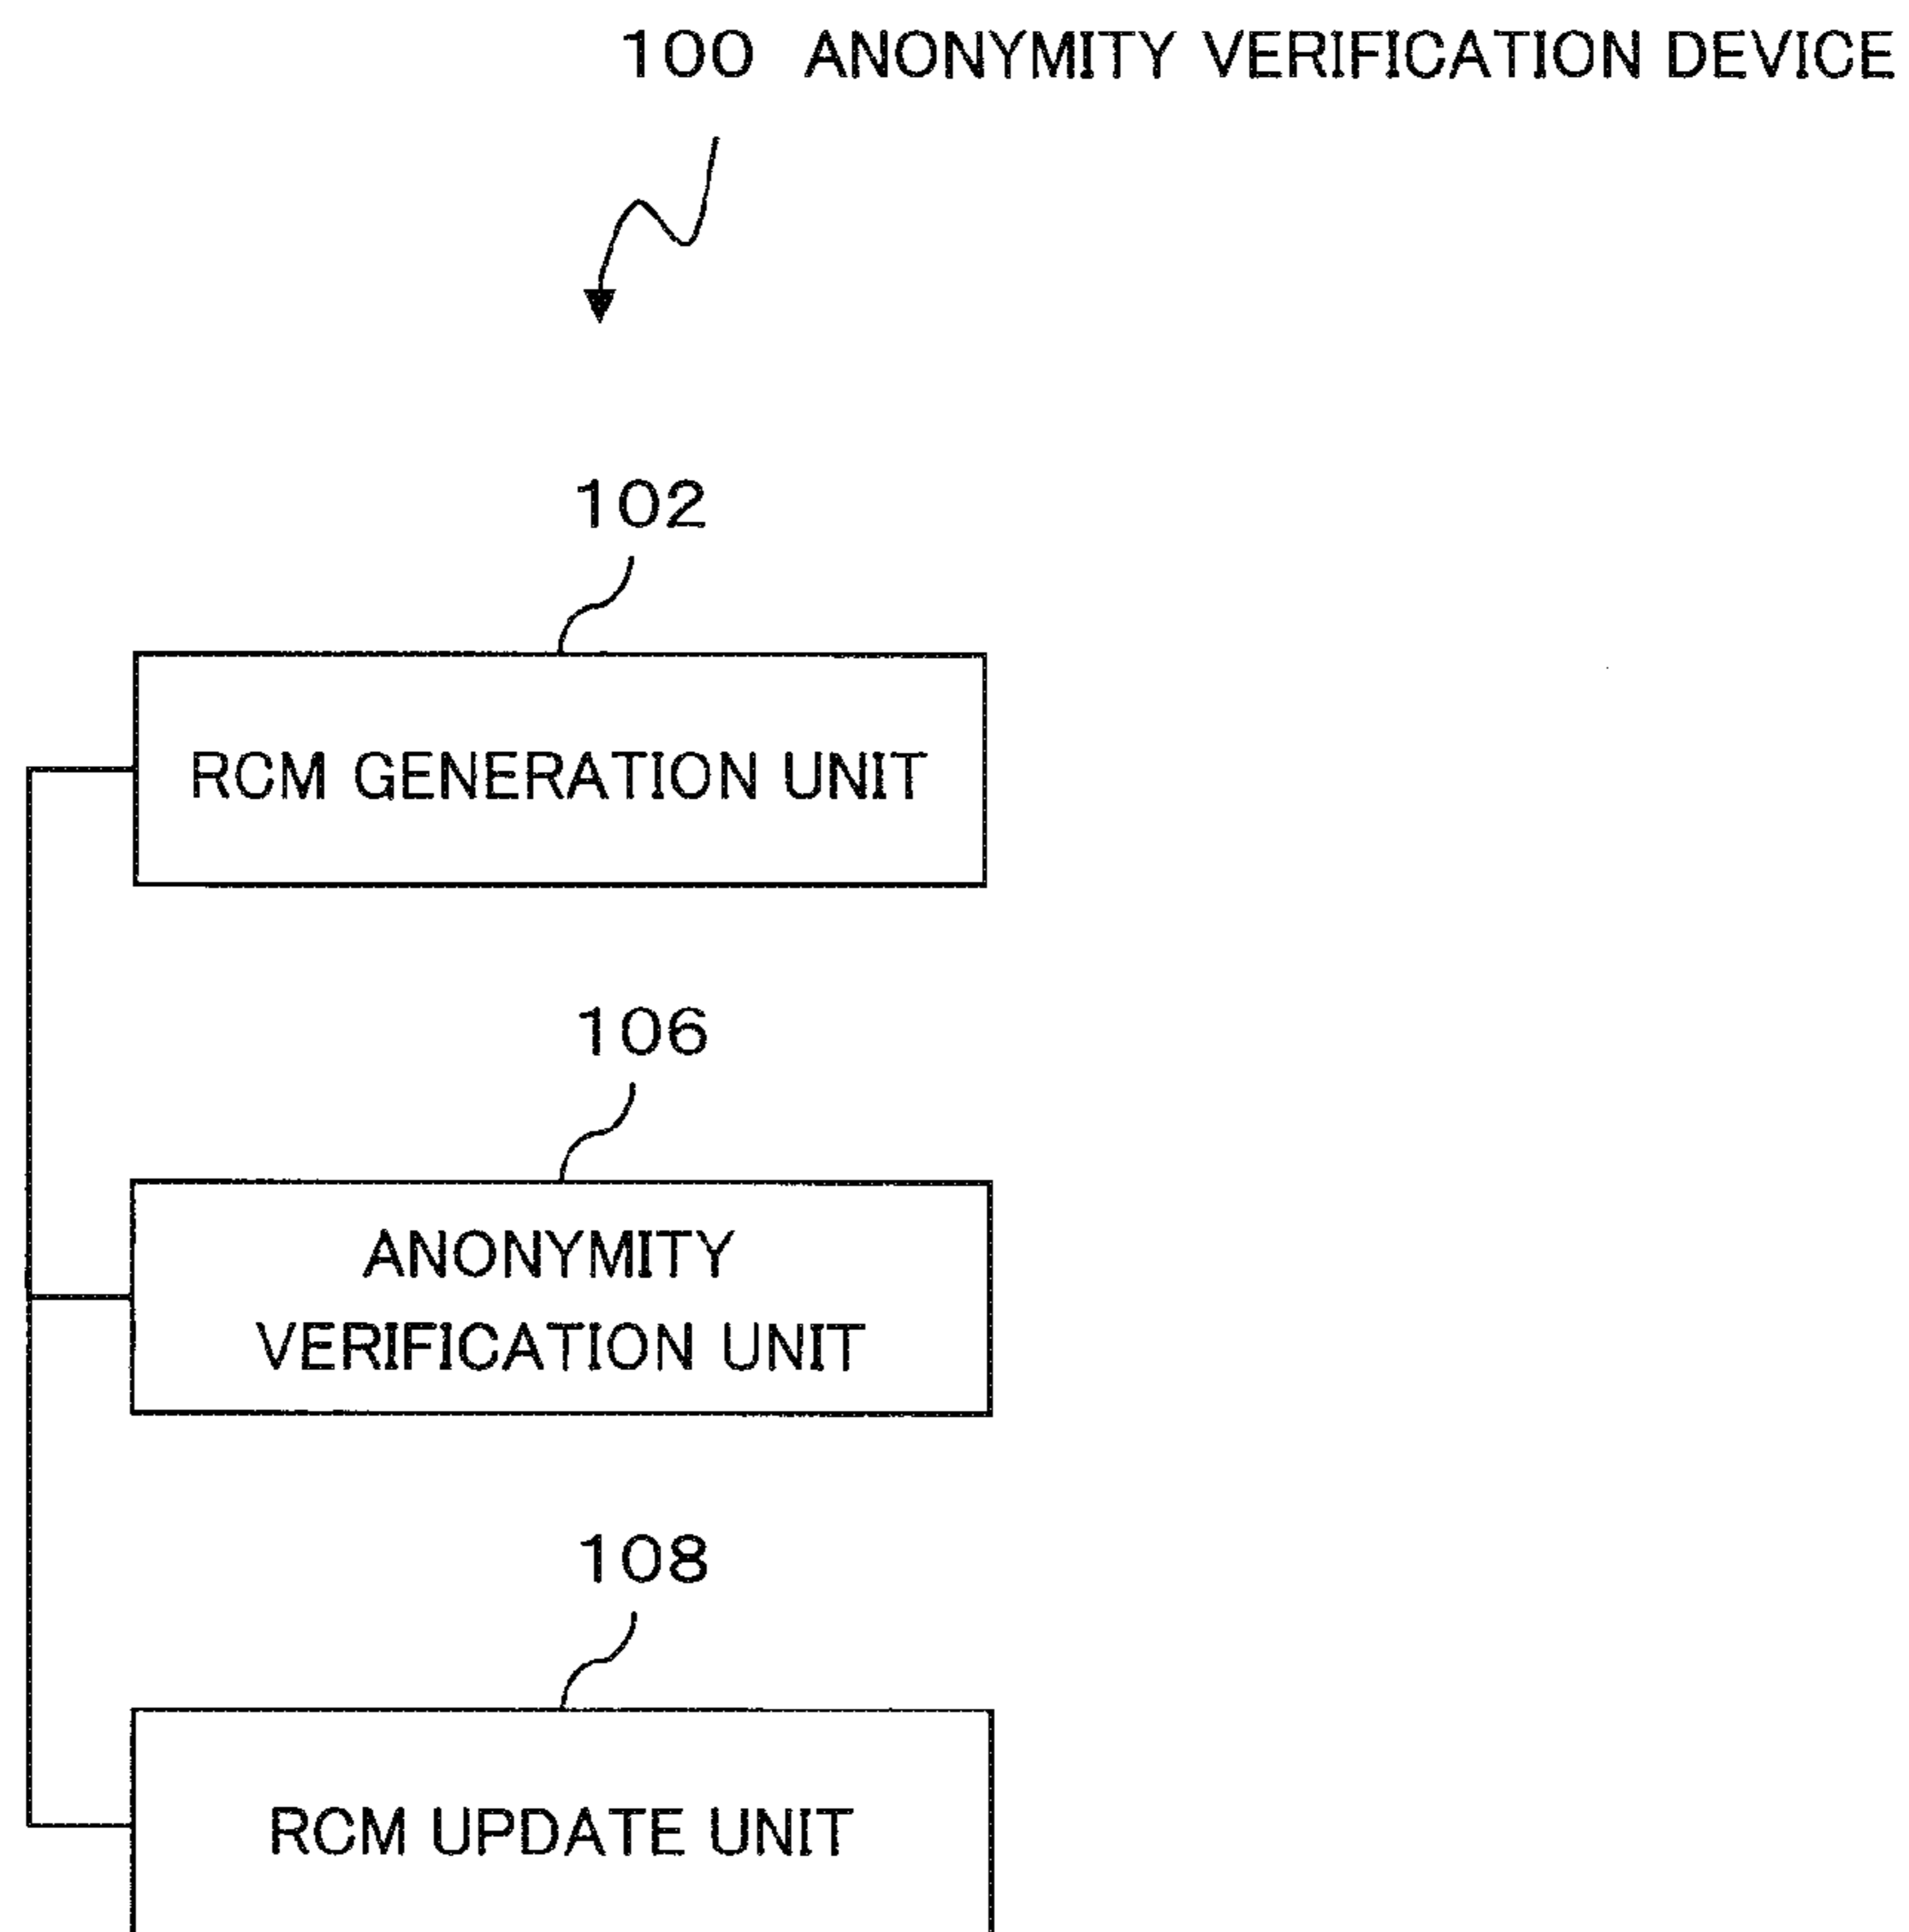 100 ANONYMITY VERIFICATION DEVICE
102
RCM GENERATION UNIT
106
ANONYMITY
VERIFICATION UNIT
108
RCM UPDATE UNIT